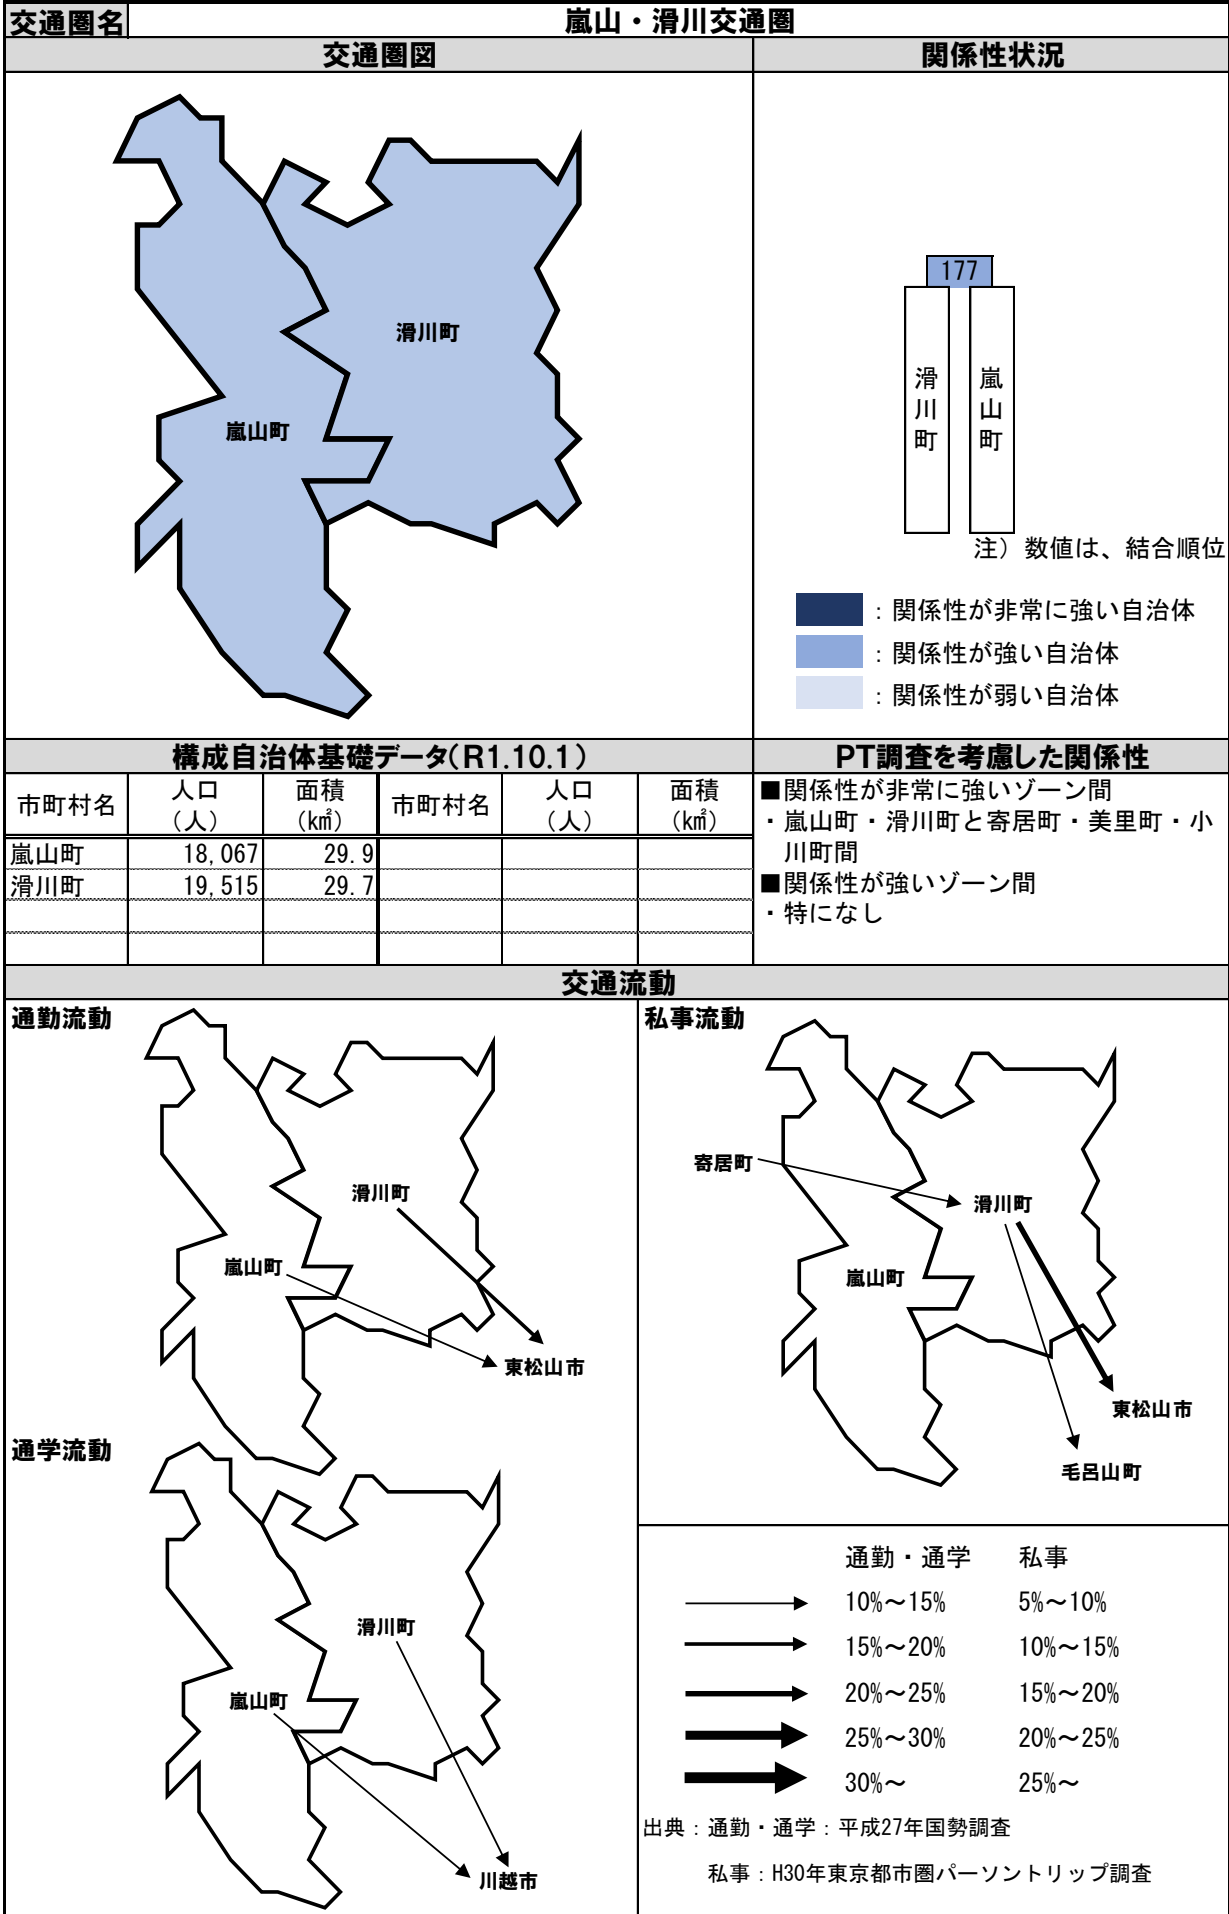 交通圏名
嵐山・滑川交通圏
交通圏図
関係性状況
滑川町
嵐山町
177
滑川町
嵐山町
注）数値は、結合順位
：関係性が非常に強い自治体
：関係性が強い自治体
：関係性が弱い自治体
構成自治体基礎データ(R1.10.1)
市町村名 人口（人） 面積（㎢） 市町村名 人口（人） 面積（㎢）
嵐山町 18,067 29.9
滑川町 19,515 29.7
PT調査を考慮した関係性
■関係性が非常に強いゾーン間
・嵐山町・滑川町と寄居町・美里町・小
川町間
■関係性が強いゾーン間
・特になし
交通流動
通勤流動
滑川町
嵐山町
東松山市
通学流動
滑川町
嵐山町
川越市
私事流動
寄居町
滑川町
嵐山町
東松山市
毛呂山町
通勤・通学 私事
10%～15% 5%～10%
15%～20% 10%～15%
20%～25% 15%～20%
25%～30% 20%～25%
30%～ 25%～
出典：通勤・通学：平成27年国勢調査
私事：H30年東京都市圏パーソントリップ調査